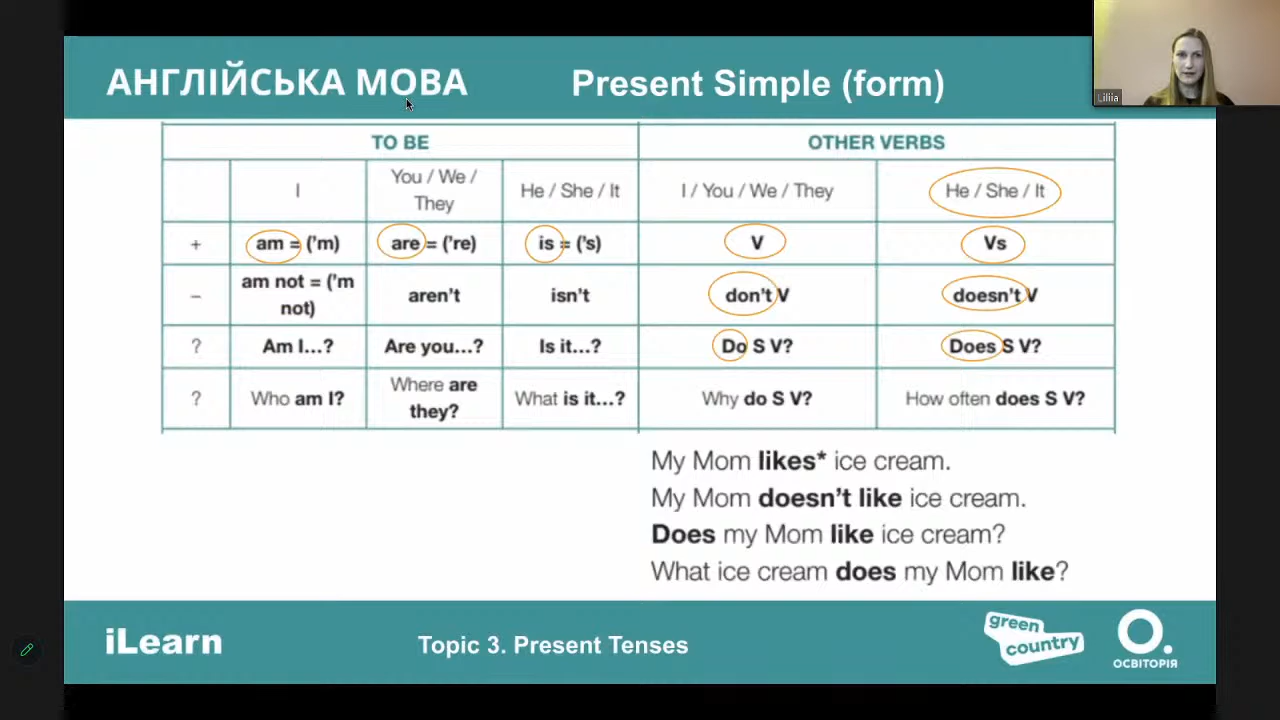 АНГЛІЙСЬКА МОВА
Present Simple (form)
Liliia
TO BE
OTHER VERBS
I
You / We /
They
He / She / It
I / You / We / They
He / She / It
+
am = ('m)
are = ('re)
is = ('s)
V
Vs
–
am not = ('m
not)
aren't
isn't
don't V
doesn't V
?
Am I...?
Are you...?
Is it...?
Do S V?
Does S V?
?
Who am I?
Where are
they?
What is it...?
Why do S V?
How often does S V?
My Mom likes* ice cream.
My Mom doesn't like ice cream.
Does my Mom like ice cream?
What ice cream does my Mom like?
iLearn
Topic 3. Present Tenses
green
country
О.
ОСВІТОРІЯ